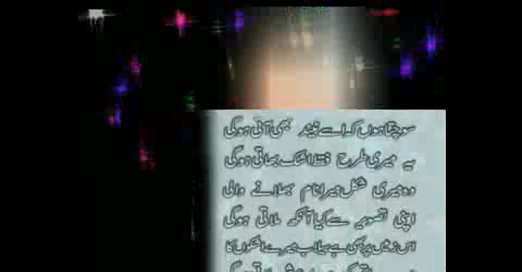 سوچتا ہوں کہ اسے نیند بھی آتی ہوگی
یہ میری طرح فقط اشک بہاتی ہوگی
وہ میری شکل میرا نام بھلانے والی
اپنی تصویر سے کیا آنکھ ملاتی ہوگی
اس زمیں پر بھی ہے سیلاب میرے اشکوں کا